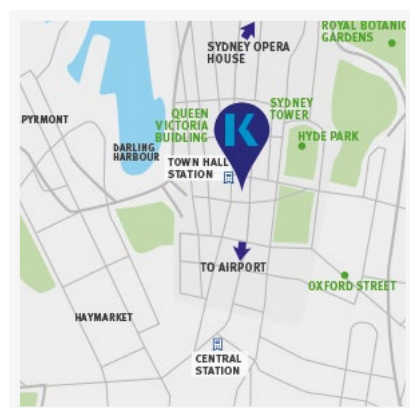 ROYAL BOTANIC
GARDENS
SYDNEY OPERA
HOUSE
SYDNEY
TOWER
QUEEN
VICTORIA
BUIDLING
K
PYRMONT
HYDE PARK
DARLING
HARBOUR
TOWN HALL
STATION
TO AIRPORT
OXFORD STREET
HAYMARKET
CENTRAL
STATION